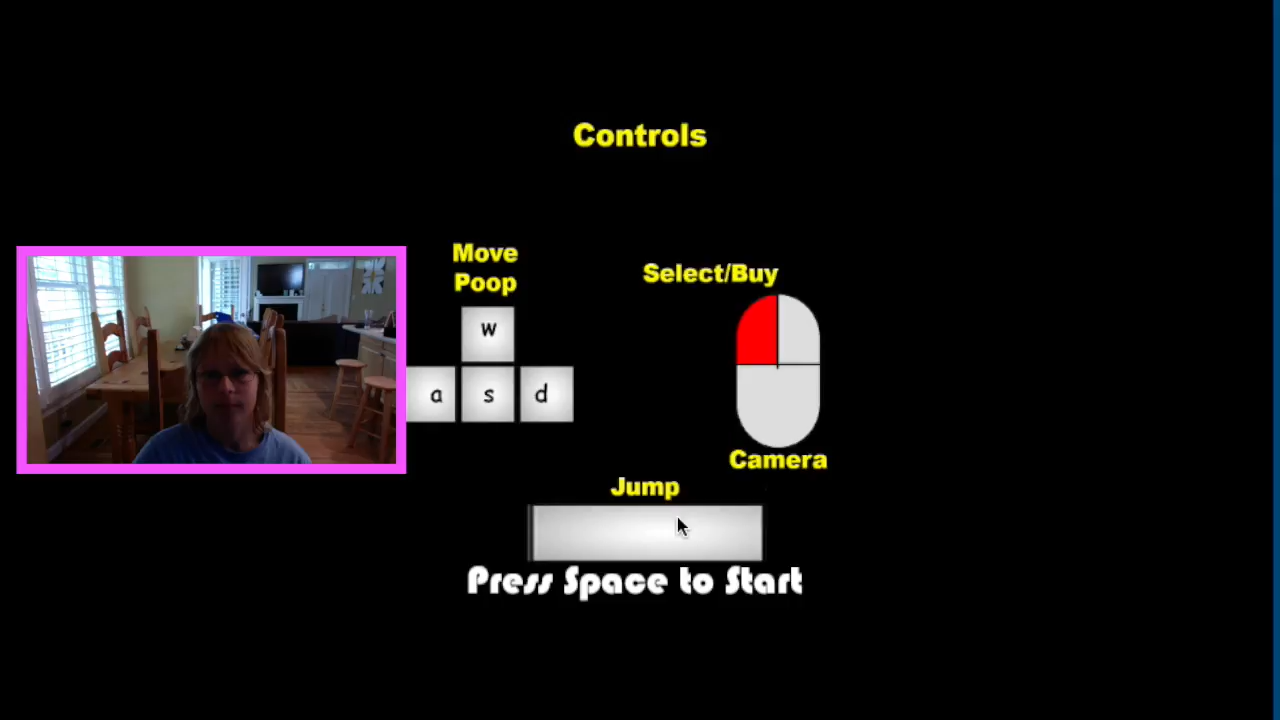 Controls
Move
Poop
Select/Buy
w
a s d
Camera
Jump
Press Space to Start